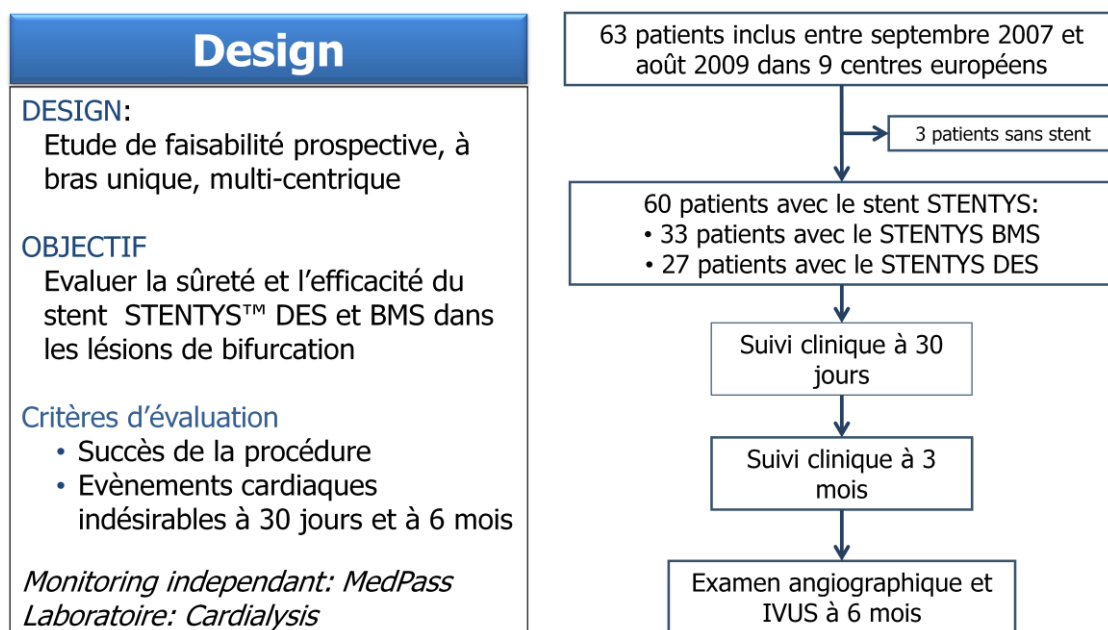 Design
DESIGN:
Etude de faisabilité prospective, à
bras unique, multi-centrique
OBJECTIF
Evaluer la sûreté et l'efficacité du
stent STENTYS™ DES et BMS dans
les lésions de bifurcation
Critères d'évaluation
• Succès de la procédure
• Evènements cardiaques
indésirables à 30 jours et à 6 mois
Monitoring independant: MedPass
Laboratoire: Cardialysis
63 patients inclus entre septembre 2007 et
août 2009 dans 9 centres européens
3 patients sans stent
60 patients avec le stent STENTYS:
• 33 patients avec le STENTYS BMS
• 27 patients avec le STENTYS DES
Suivi clinique à 30
jours
Suivi clinique à 3
mois
Examen angiographique et
IVUS à 6 mois